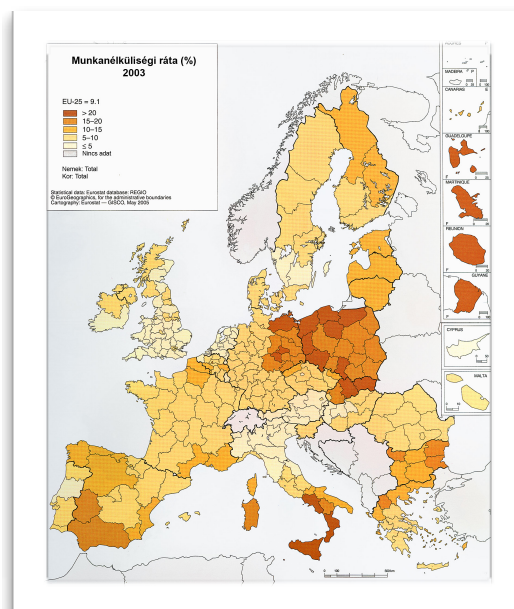 Munkanélküliségi ráta (%)
2003
EU-25 = 9.1
> 20
15–20
10–15
5–10
≤ 5
Nincs adat
Nemek: Total
Kor: Total
Statistical data: Eurostat database: REGIO
© EuroGeographics, for the administrative boundaries
Cartography: Eurostat — GISCO, May 2005
MADEIRA P
CANARIAS E
GUADELOUPE
F
MARTINIQUE
F
REUNION
F
GUYANE
F
CYPRUS
MALTA